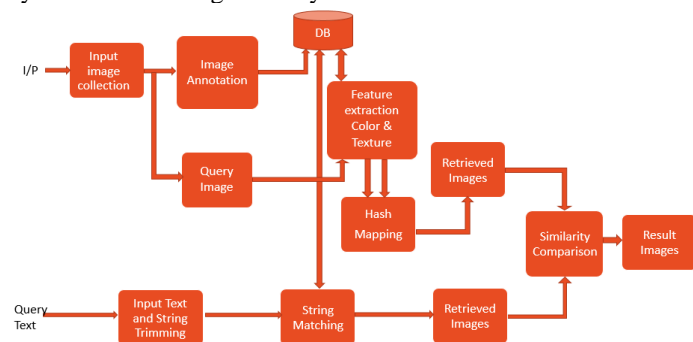 DB
I/P
Input
image
collection
Image
Annotation
Feature
extraction
Color &
Texture
Query
Image
Retrieved
Images
Hash
Mapping
Similarity
Comparison
Result
Images
Query
Text
Input Text
and String
Trimming
String
Matching
Retrieved
Images